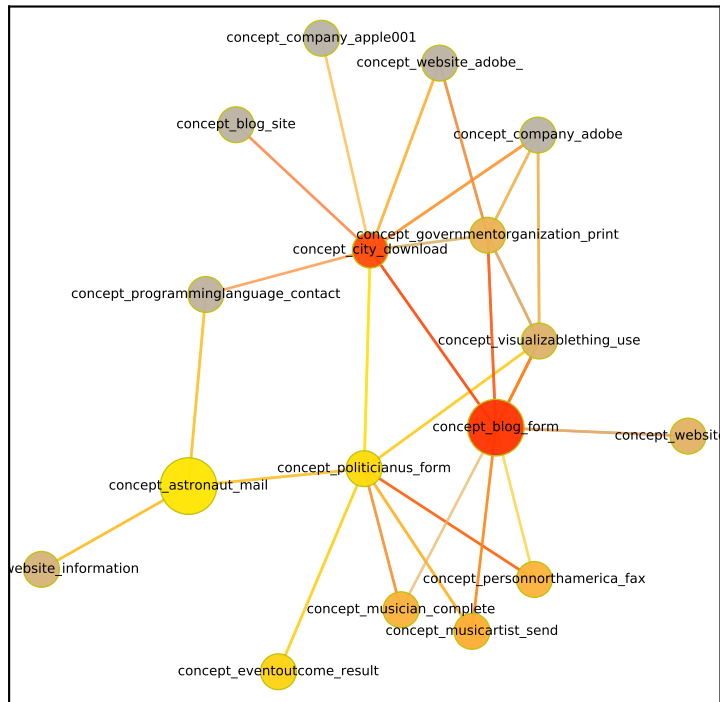 concept_company_apple001
concept_website_adobe_
concept_blog_site
concept_company_adobe
concept_governmentorganization_print
concept_city_download
concept_programminglanguage_contact
concept_visualizablething_use
concept_blog_form
concept_website
concept_politicianus_form
concept_astronaut_mail
website_information
concept_personnorthamerica_fax
concept_musician_complete
concept_musicartist_send
concept_eventoutcome_result